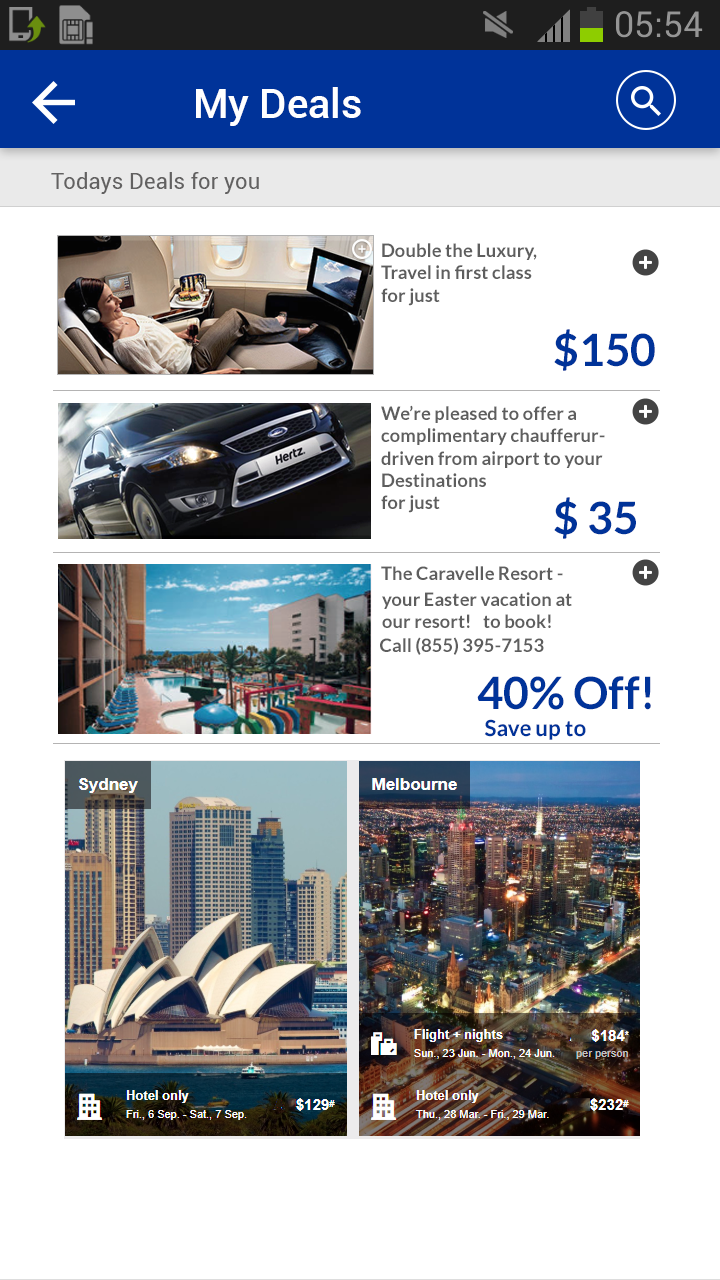 05:54
My Deals
Todays Deals for you
Double the Luxury,
Travel in first class
for just
$150
We're pleased to offer a
complimentary chaufferur-
driven from airport to your
Destinations
for just
$ 35
Hertz.
The Caravelle Resort -
your Easter vacation at
our resort!   to book!
Call (855) 395-7153
40% Off!
Save up to
Sydney
Hotel only
Fri., 6 Sep. - Sat., 7 Sep.
$129#
Melbourne
Flight + nights
$184*
Sun., 23 Jun. - Mon., 24 Jun.
per person
Hotel only
Thu., 28 Mar. - Fri., 29 Mar.
$232#